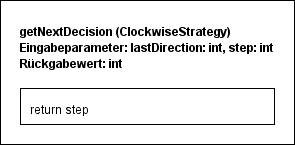 getNextDecision (ClockwiseStrategy)
Eingabeparameter: lastDirection: int, step: int
Rückgabewert: int
return step